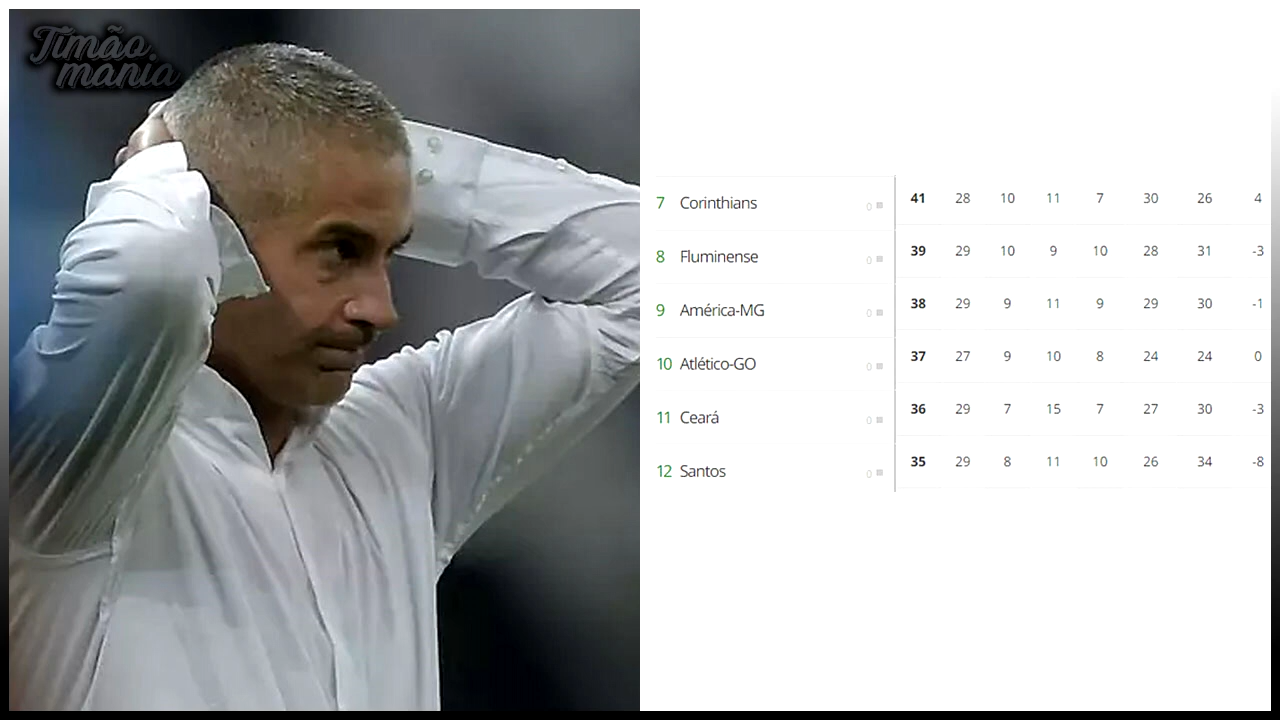 Timão
mania
7 Corinthians 0 41 28 10 11 7 30 26 4
8 Fluminense 0 39 29 10 9 10 28 31 -3
9 América-MG 0 38 29 9 11 9 29 30 -1
10 Atlético-GO 0 37 27 9 10 8 24 24 0
11 Ceará 0 36 29 7 15 7 27 30 -3
12 Santos 0 35 29 8 11 10 26 34 -8